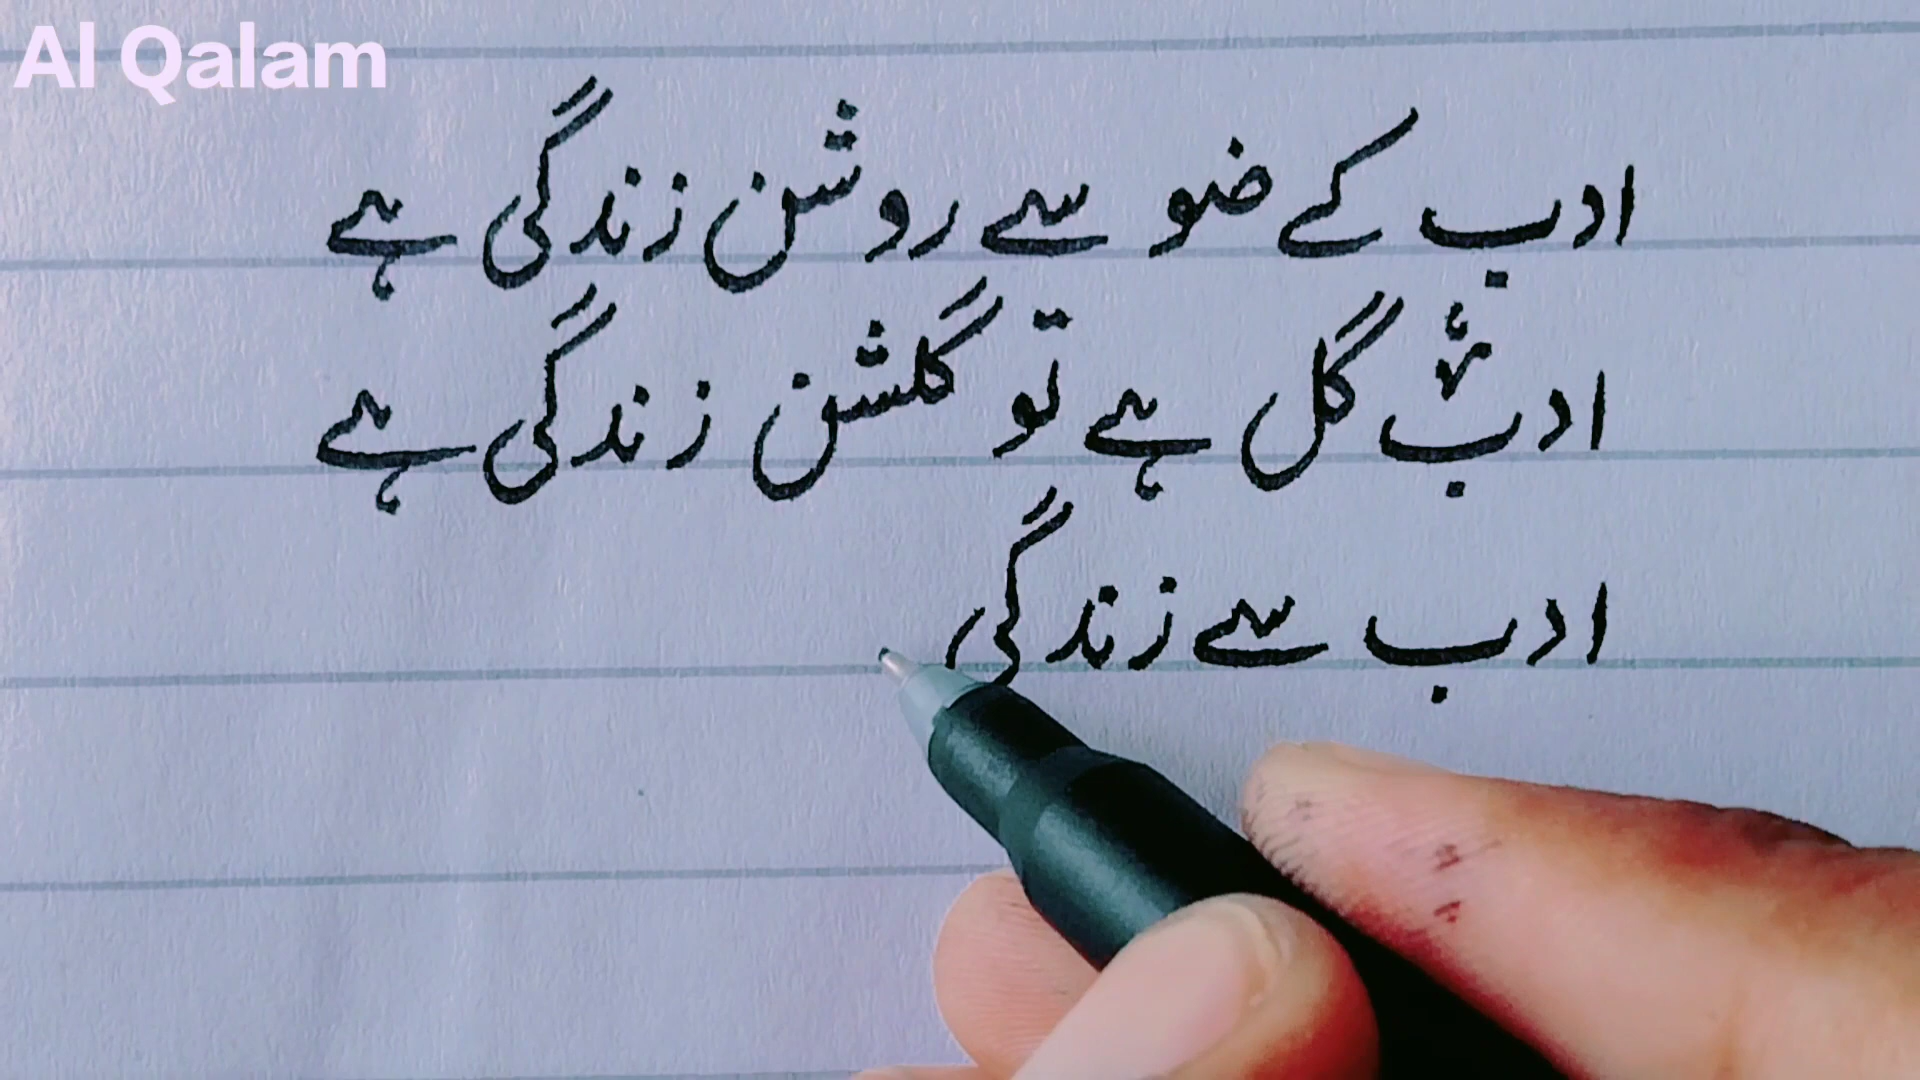 Al Qalam
ادب کے ضو سے روشن زندگی ہے
ادب گل ہے تو گلشن زندگی ہے
ادب سے زندگی